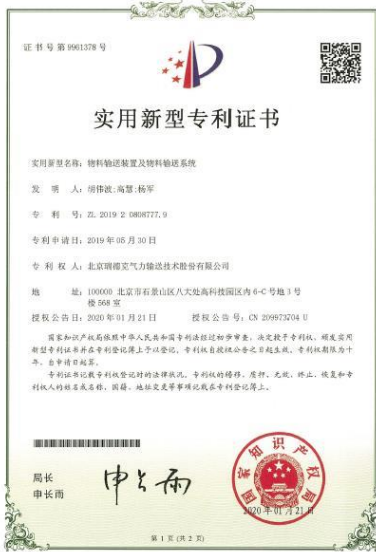 证书号第9961378号
实用新型专利证书
实用新型名称：物料输送装置及物料输送系统
发 明 人：胡伟波;高慧;杨军
专 利 号：ZL 2019 2 0808777.9
专利申请日：2019年05月30日
专 利 权 人：北京瑞德克气力输送技术股份有限公司
地 址：100000 北京市石景山区八大处高科技园区内6-C号地3号
楼568室
授权公告日：2020年01月21日 授权公告号：CN 209973704 U
国家知识产权局依照中华人民共和国专利法经过初步审查，决定授予专利权，颁发实用
新型专利证书并在专利登记簿上予以登记。专利权自授权公告之日起生效。专利权期限为十
年，自申请日起算。
专利证书记载专利权登记时的法律状况。专利权的转移、质押、无效、终止、恢复和专
利权人的姓名或名称、国籍、地址变更等事项记载在专利登记簿上。
局长
申长雨
申长雨
国家知识产权局
2020年01月21日
第 1 页 (共 2 页)